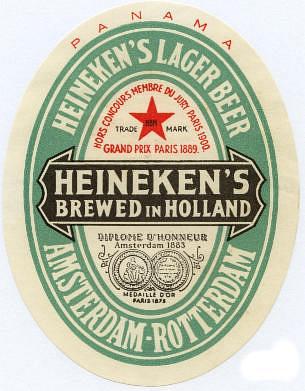 PANAMA
HEINEKEN'S LAGER BEER
HORS CONCOURS MEMBRE DU JURY PARIS 1900.
TRADE MARK
GRAND PRIX PARIS 1889.
HEINEKEN'S
BREWED IN HOLLAND
DIPLOME D'HONNEUR
Amsterdam 1883
MEDAILLE D'OR
PARIS 1875
AMSTERDAM-ROTTERDAM